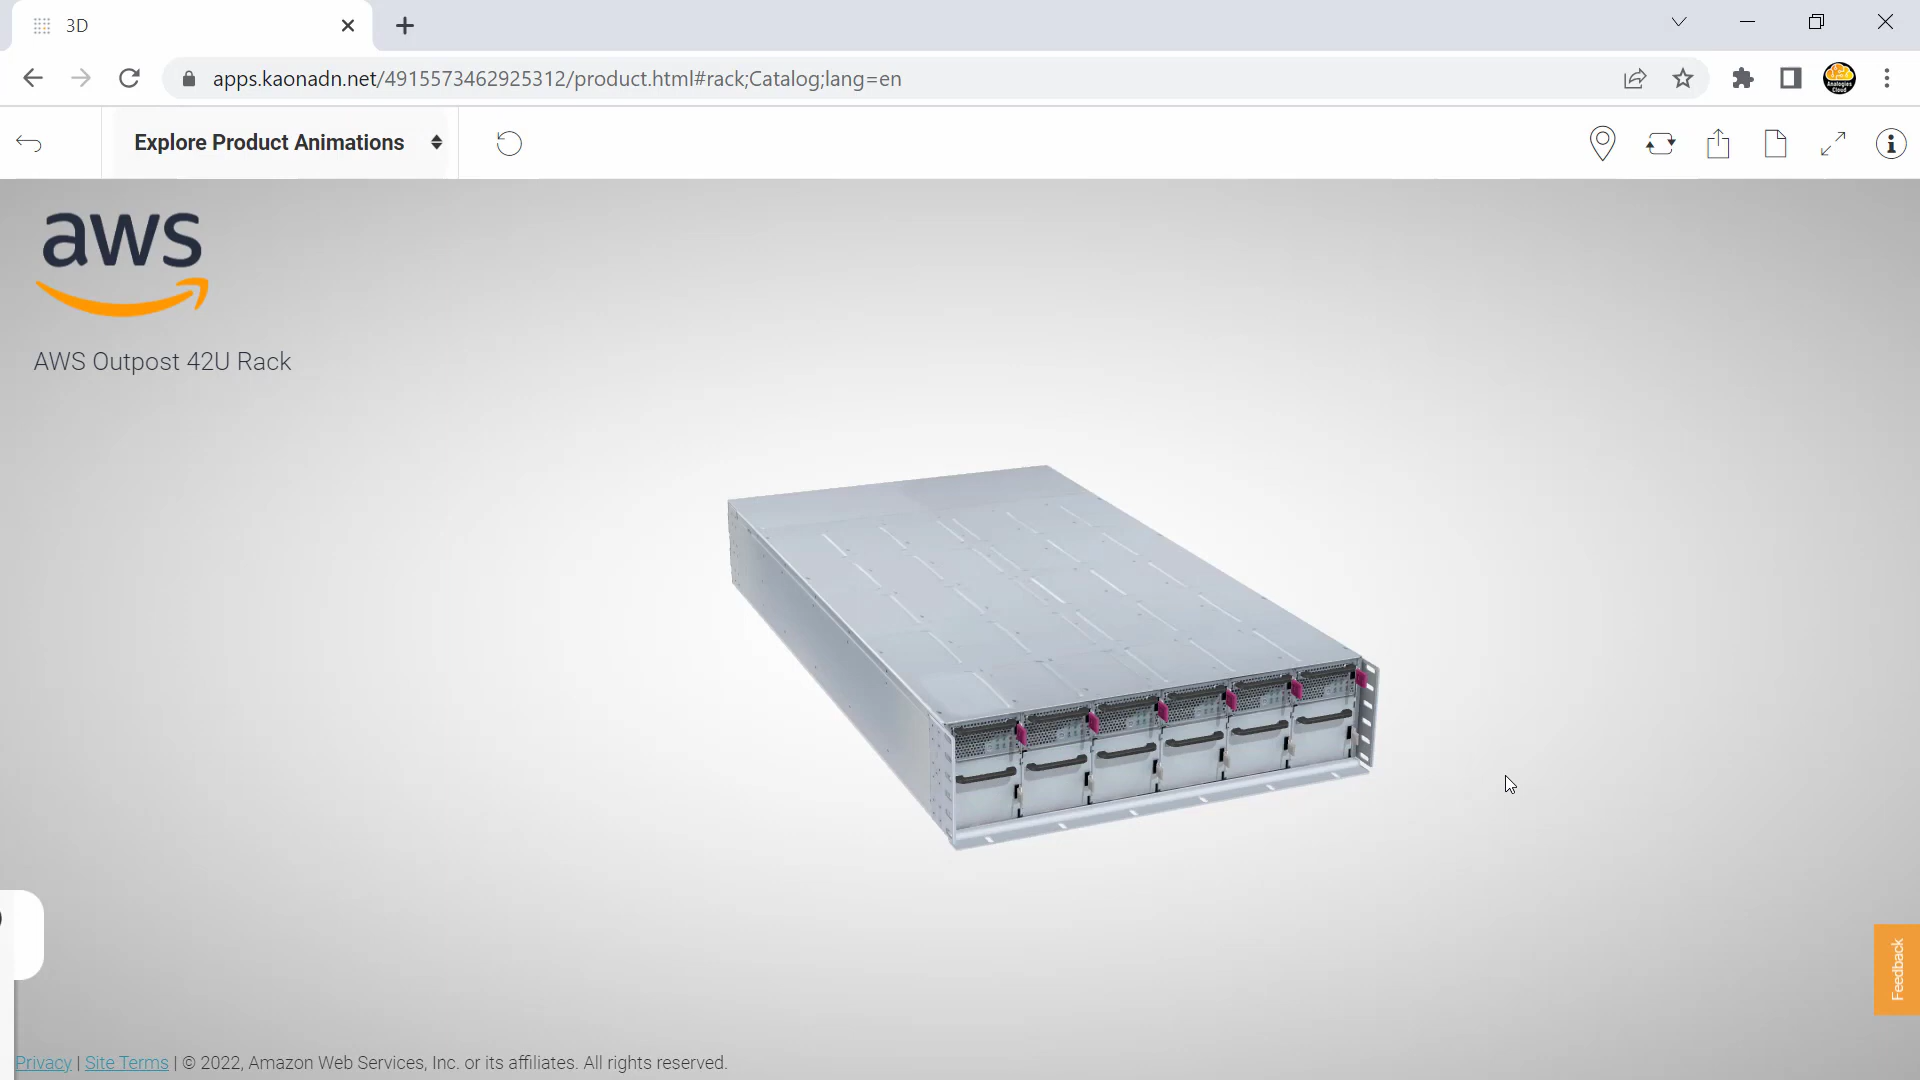 3D
apps.kaonadn.net/4915573462925312/product.html#rack;Catalog;lang=en
Explore Product Animations
aws
AWS Outpost 42U Rack
Feedback
Privacy | Site Terms | © 2022, Amazon Web Services, Inc. or its affiliates. All rights reserved.